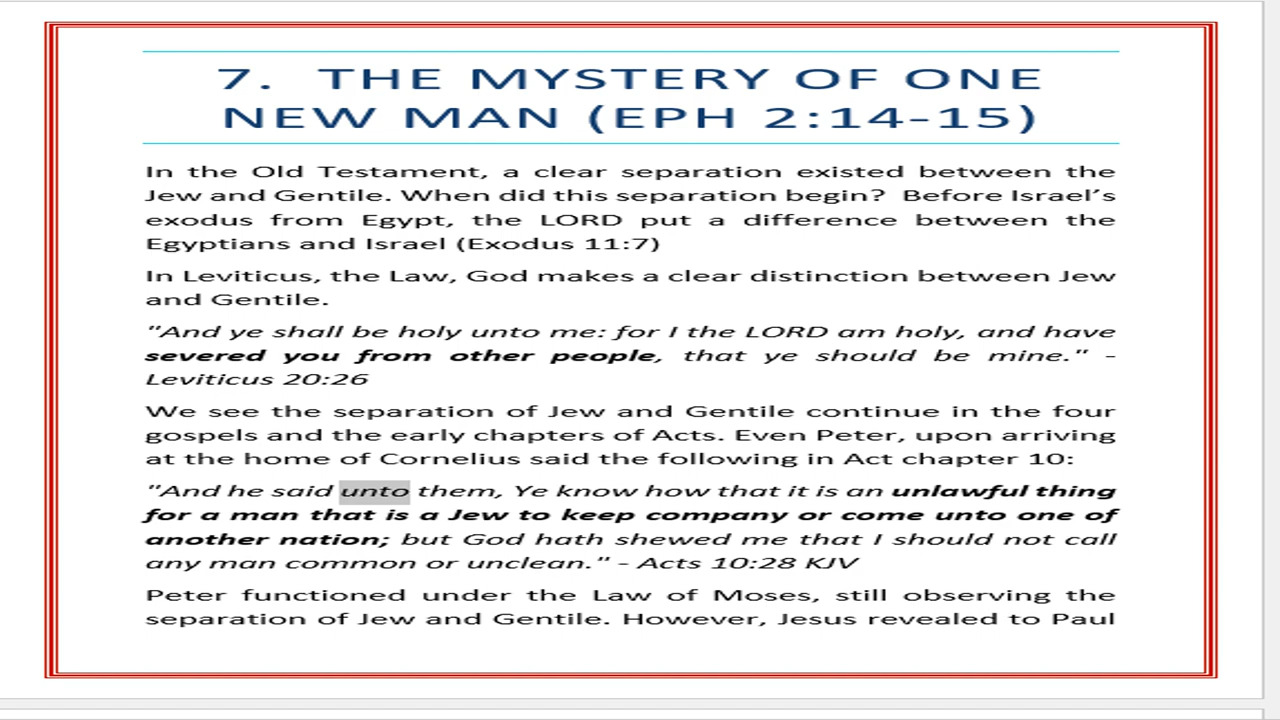 7. THE MYSTERY OF ONE
NEW MAN (EPH 2:14-15)
In the Old Testament, a clear separation existed between the
Jew and Gentile. When did this separation begin? Before Israel’s
exodus from Egypt, the LORD put a difference between the
Egyptians and Israel (Exodus 11:7)
In Leviticus, the Law, God makes a clear distinction between Jew
and Gentile.
"And ye shall be holy unto me: for I the LORD am holy, and have
severed you from other people, that ye should be mine." -
Leviticus 20:26
We see the separation of Jew and Gentile continue in the four
gospels and the early chapters of Acts. Even Peter, upon arriving
at the home of Cornelius said the following in Act chapter 10:
"And he said unto them, Ye know how that it is an unlawful thing
for a man that is a Jew to keep company or come unto one of
another nation; but God hath shewed me that I should not call
any man common or unclean." - Acts 10:28 KJV
Peter functioned under the Law of Moses, still observing the
separation of Jew and Gentile. However, Jesus revealed to Paul